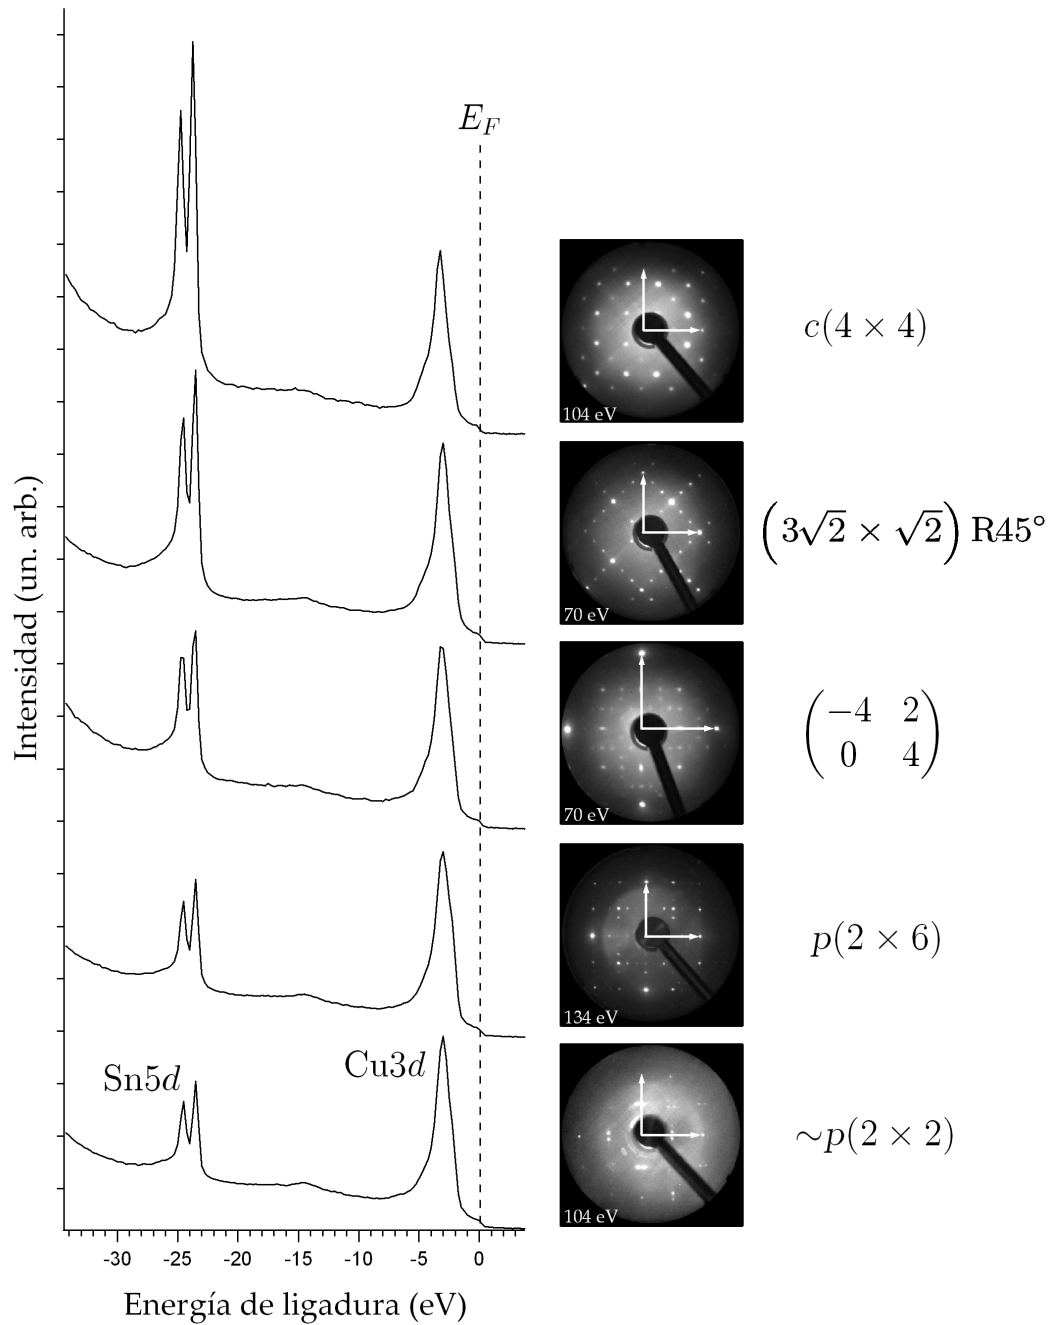 E_F
104 eV
c(4 × 4)
70 eV
(3√2 × √2) R45°
70 eV
(−4 2
0 4)
134 eV
p(2 × 6)
Sn5d
Cu3d
104 eV
~p(2 × 2)
-30 -25 -20 -15 -10 -5 0
Energía de ligadura (eV)
Intensidad (un. arb.)